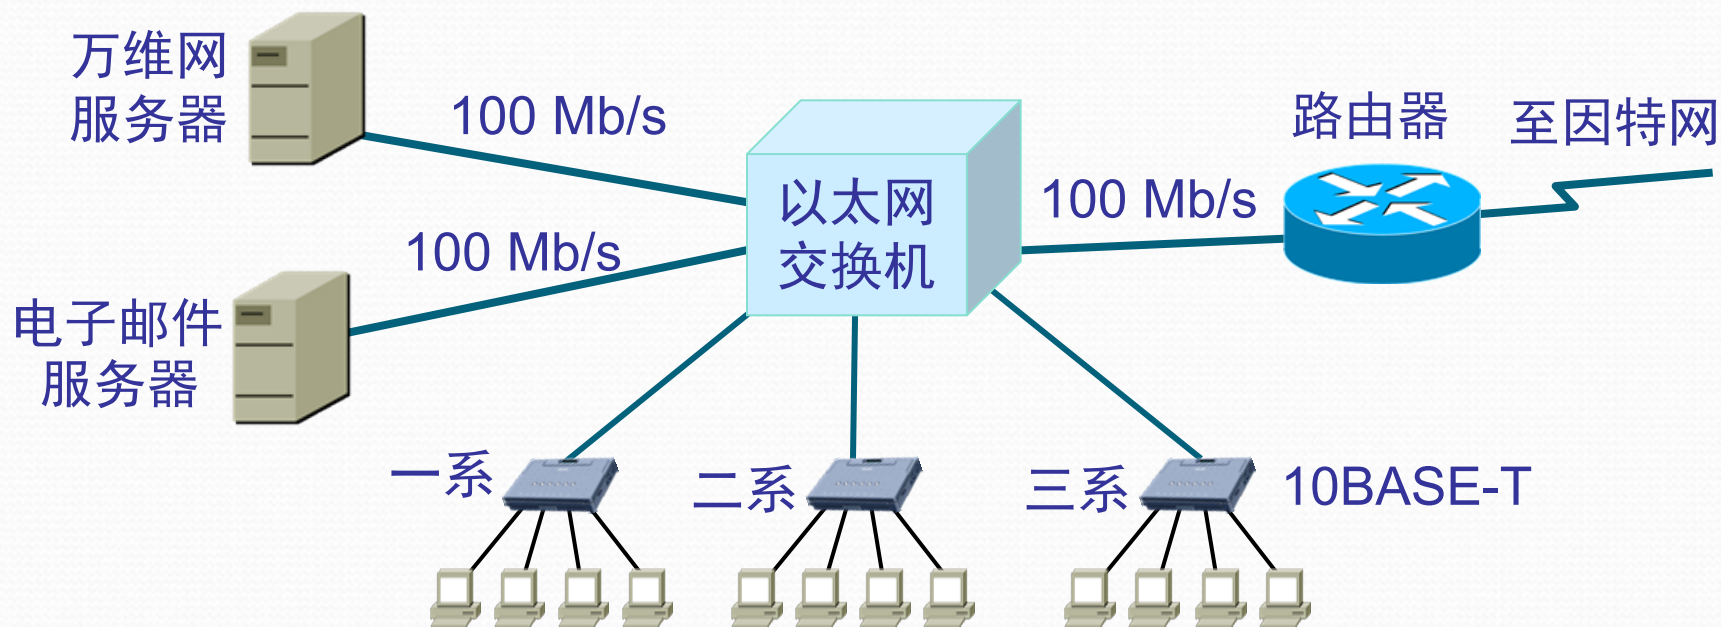 万维网
服务器
100 Mb/s
路由器
至因特网
以太网
交换机
100 Mb/s
100 Mb/s
电子邮件
服务器
一系
二系
三系
10BASE-T